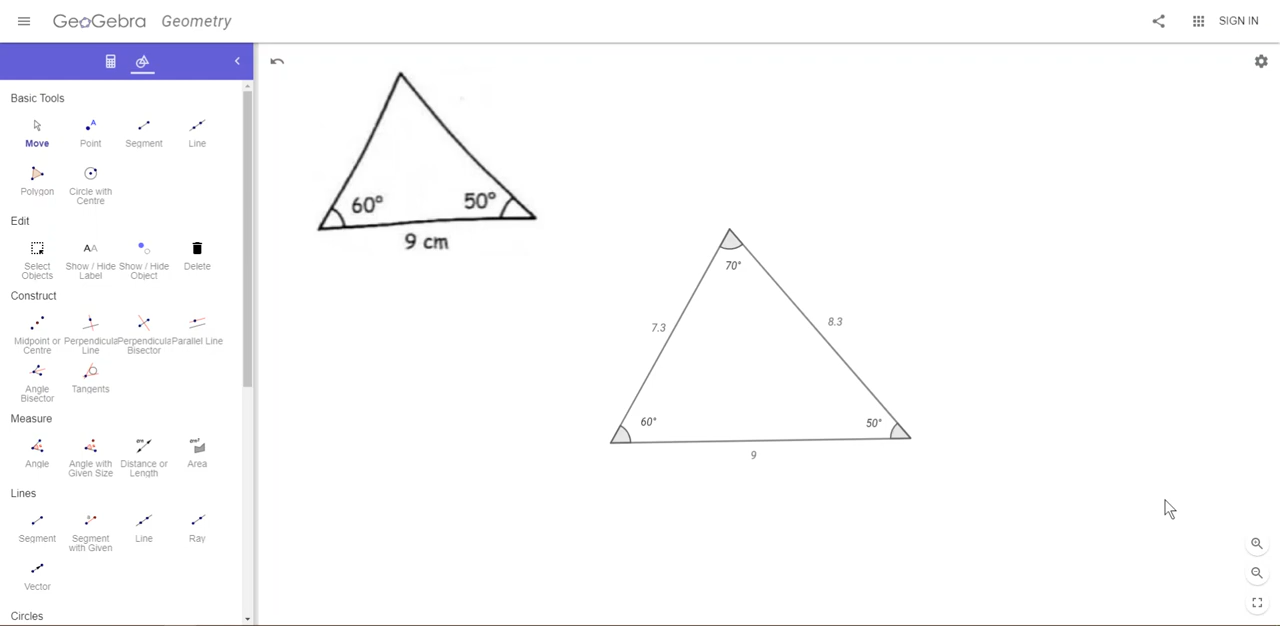 GeoGebra Geometry
SIGN IN
Basic Tools
Move Point Segment Line
Polygon Circle with Centre
Edit
Select Objects Show / Hide Label Show / Hide Object Delete
Construct
Midpoint or Centre Perpendicular Line Perpendicular Bisector Parallel Line
Angle Bisector Tangents
Measure
Angle Angle with Given Size Distance or Length Area
Lines
Segment Segment with Given Line Ray
Vector
Circles
60° 50°
9 cm
A
AA
cm
70°
7.3 8.3
60° 50°
9